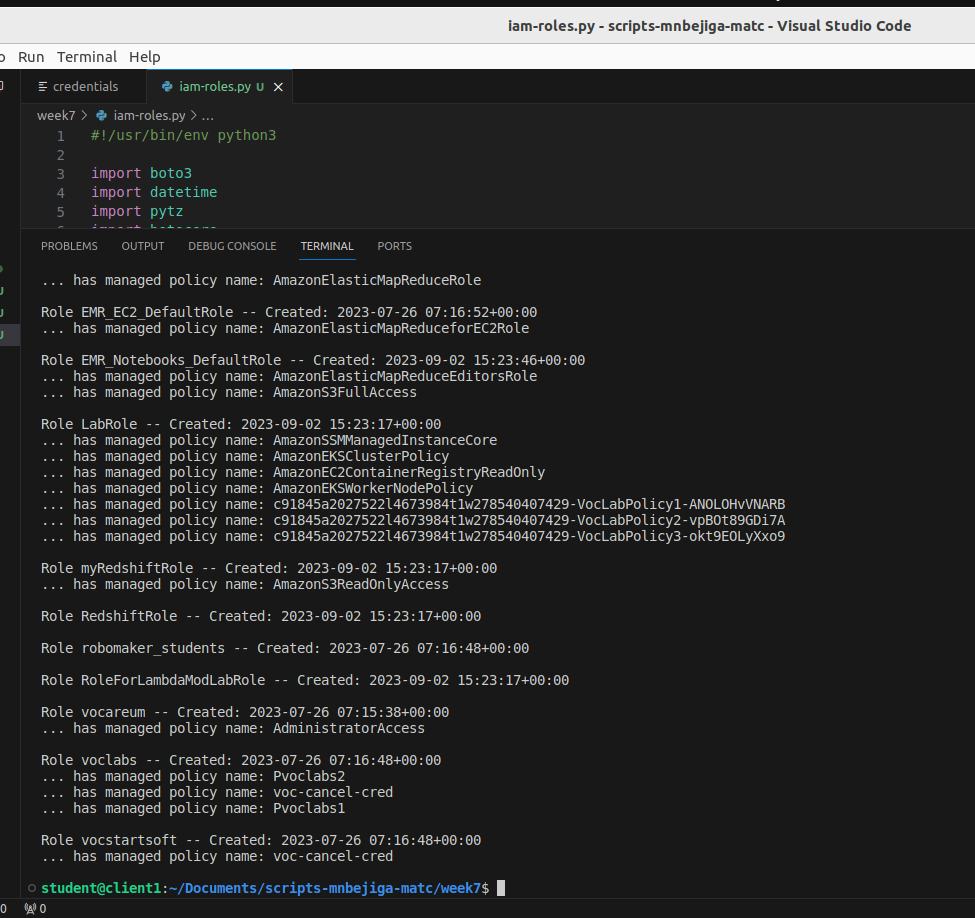 iam-roles.py - scripts-mnbejiga-matc - Visual Studio Code
Run Terminal Help
credentials iam-roles.py U
week7 > iam-roles.py > ...
1 #!/usr/bin/env python3
2
3 import boto3
4 import datetime
5 import pytz
PROBLEMS OUTPUT DEBUG CONSOLE TERMINAL PORTS
... has managed policy name: AmazonElasticMapReduceRole
Role EMR_EC2_DefaultRole -- Created: 2023-07-26 07:16:52+00:00
... has managed policy name: AmazonElasticMapReduceforEC2Role
Role EMR_Notebooks_DefaultRole -- Created: 2023-09-02 15:23:46+00:00
... has managed policy name: AmazonElasticMapReduceEditorsRole
... has managed policy name: AmazonS3FullAccess
Role LabRole -- Created: 2023-09-02 15:23:17+00:00
... has managed policy name: AmazonSSMManagedInstanceCore
... has managed policy name: AmazonEKSClusterPolicy
... has managed policy name: AmazonEC2ContainerRegistryReadOnly
... has managed policy name: AmazonEKSWorkerNodePolicy
... has managed policy name: c91845a2027522l4673984t1w278540407429-VocLabPolicy1-ANOLOHvVNARB
... has managed policy name: c91845a2027522l4673984t1w278540407429-VocLabPolicy2-vpBOt89GDi7A
... has managed policy name: c91845a2027522l4673984t1w278540407429-VocLabPolicy3-okt9EOLyXxo9
Role myRedshiftRole -- Created: 2023-09-02 15:23:17+00:00
... has managed policy name: AmazonS3ReadOnlyAccess
Role RedshiftRole -- Created: 2023-09-02 15:23:17+00:00
Role robomaker_students -- Created: 2023-07-26 07:16:48+00:00
Role RoleForLambdaModLabRole -- Created: 2023-09-02 15:23:17+00:00
Role vocareum -- Created: 2023-07-26 07:15:38+00:00
... has managed policy name: AdministratorAccess
Role voclabs -- Created: 2023-07-26 07:16:48+00:00
... has managed policy name: Pvoclabs2
... has managed policy name: voc-cancel-cred
... has managed policy name: Pvoclabs1
Role vocstartsoft -- Created: 2023-07-26 07:16:48+00:00
... has managed policy name: voc-cancel-cred
student@client1:~/Documents/scripts-mnbejiga-matc/week7$
0 0